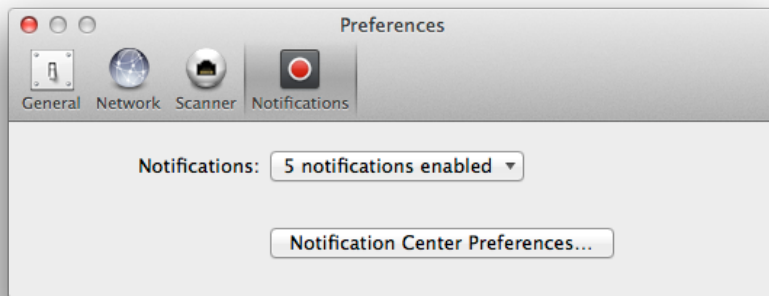 Preferences
General Network Scanner Notifications
Notifications: 5 notifications enabled
Notification Center Preferences...